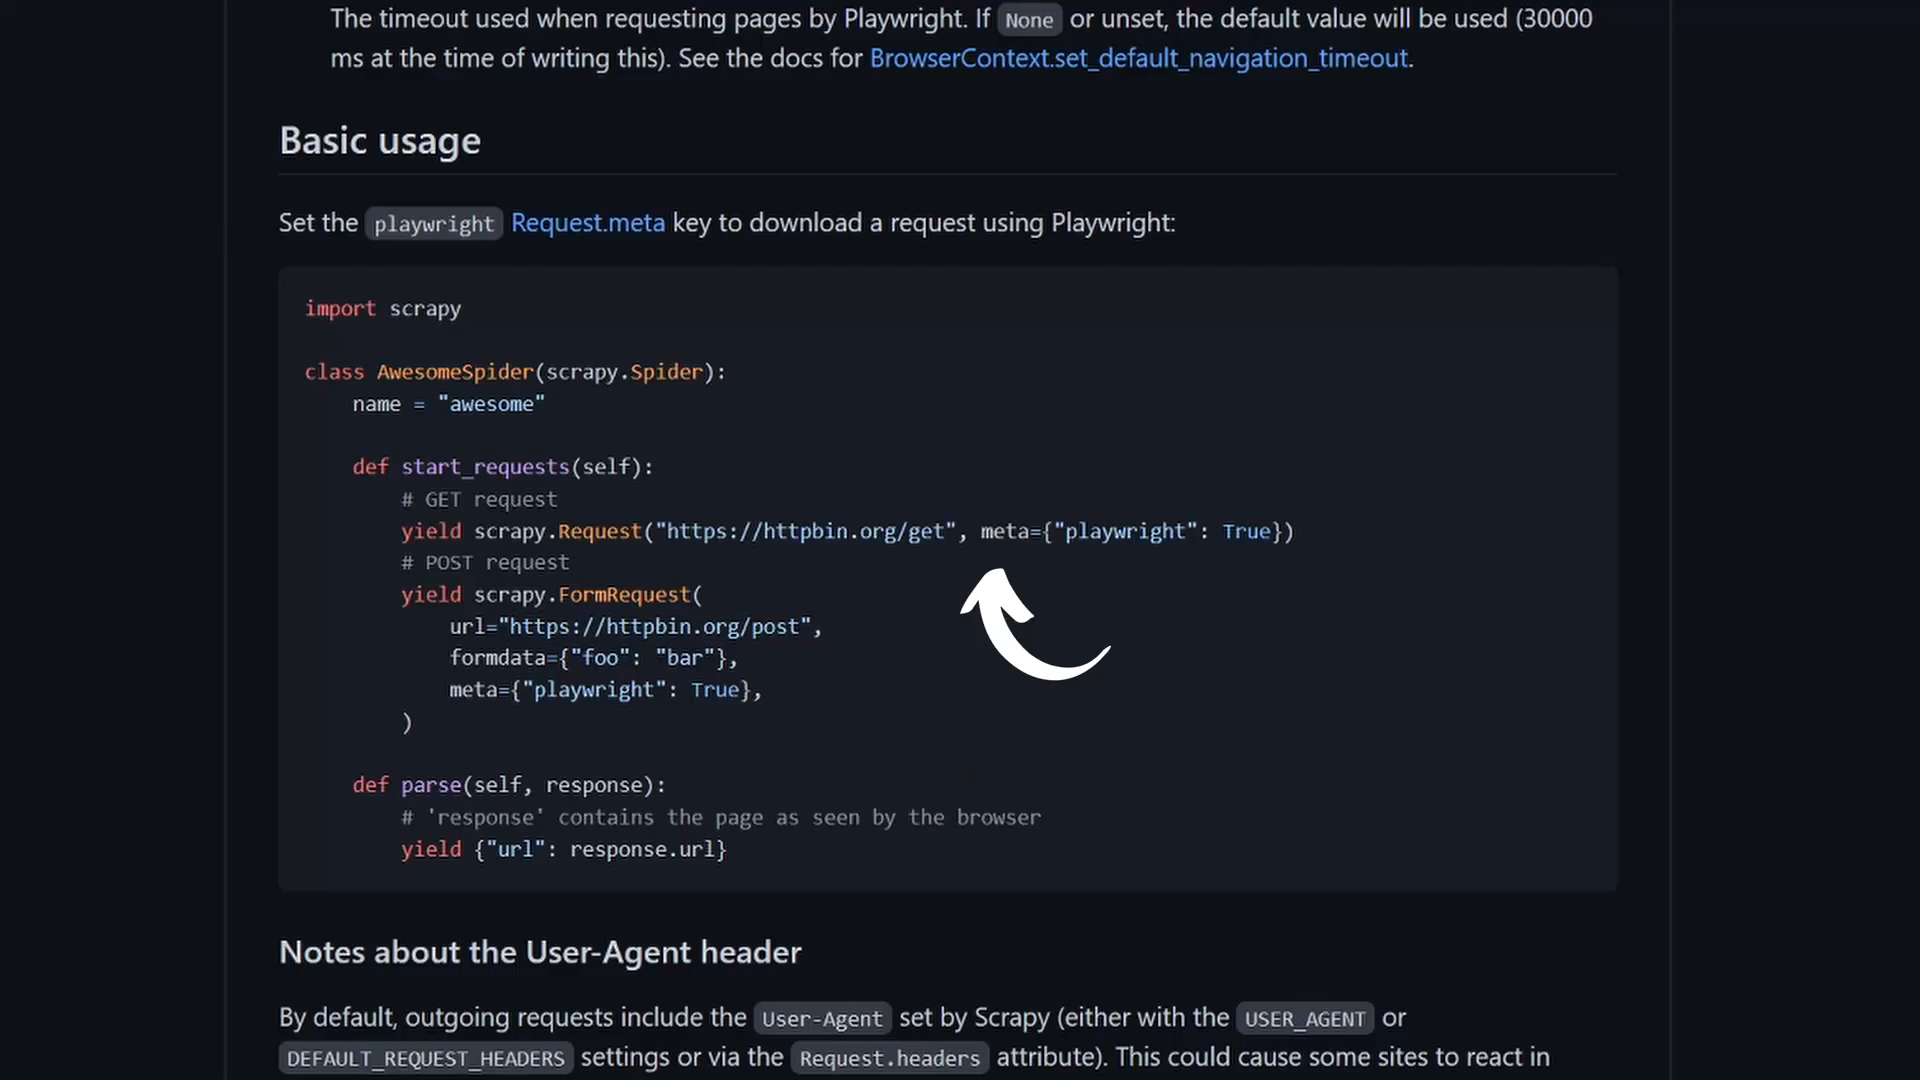 The timeout used when requesting pages by Playwright. If None or unset, the default value will be used (30000
ms at the time of writing this). See the docs for BrowserContext.set_default_navigation_timeout.
Basic usage
Set the playwright Request.meta key to download a request using Playwright:
import scrapy
class AwesomeSpider(scrapy.Spider):
    name = "awesome"
    def start_requests(self):
        # GET request
        yield scrapy.Request("https://httpbin.org/get", meta={"playwright": True})
        # POST request
        yield scrapy.FormRequest(
            url="https://httpbin.org/post",
            formdata={"foo": "bar"},
            meta={"playwright": True},
        )
    def parse(self, response):
        # 'response' contains the page as seen by the browser
        yield {"url": response.url}
Notes about the User-Agent header
By default, outgoing requests include the User-Agent set by Scrapy (either with the USER_AGENT or
DEFAULT_REQUEST_HEADERS settings or via the Request.headers attribute). This could cause some sites to react in